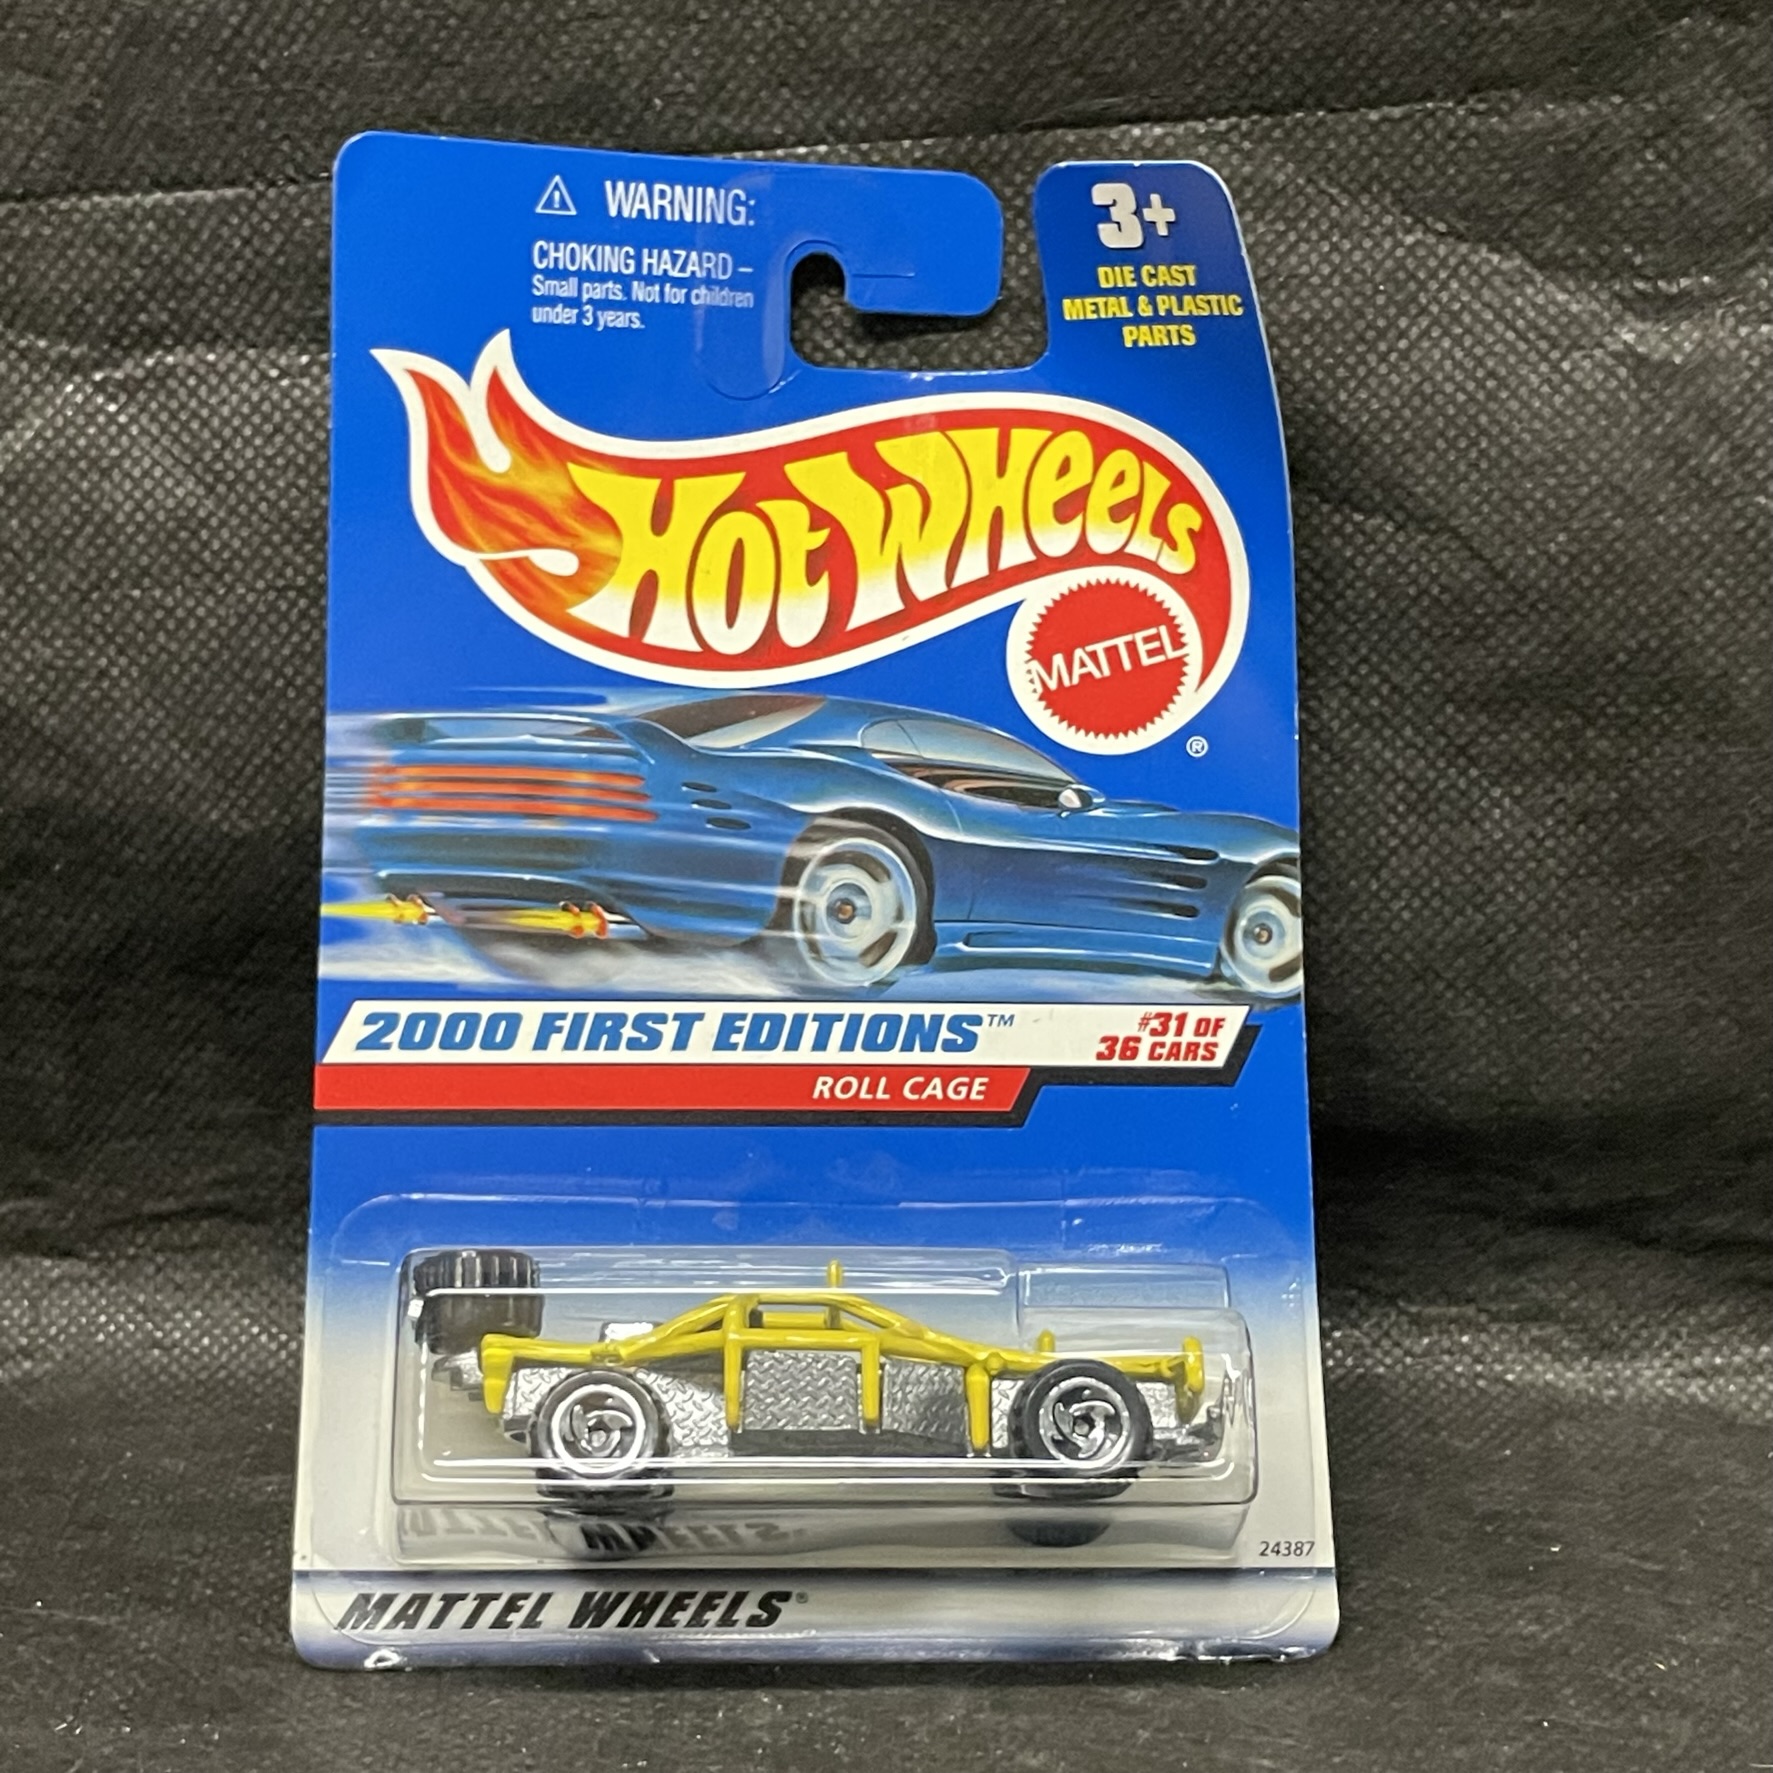 WARNING:
CHOKING HAZARD –
Small parts. Not for children
under 3 years.
3+
DIE CAST
METAL & PLASTIC
PARTS
HOT WHEELS
MATTEL
®
2000 FIRST EDITIONS™
#31 OF
36 CARS
ROLL CAGE
24387
MATTEL WHEELS®